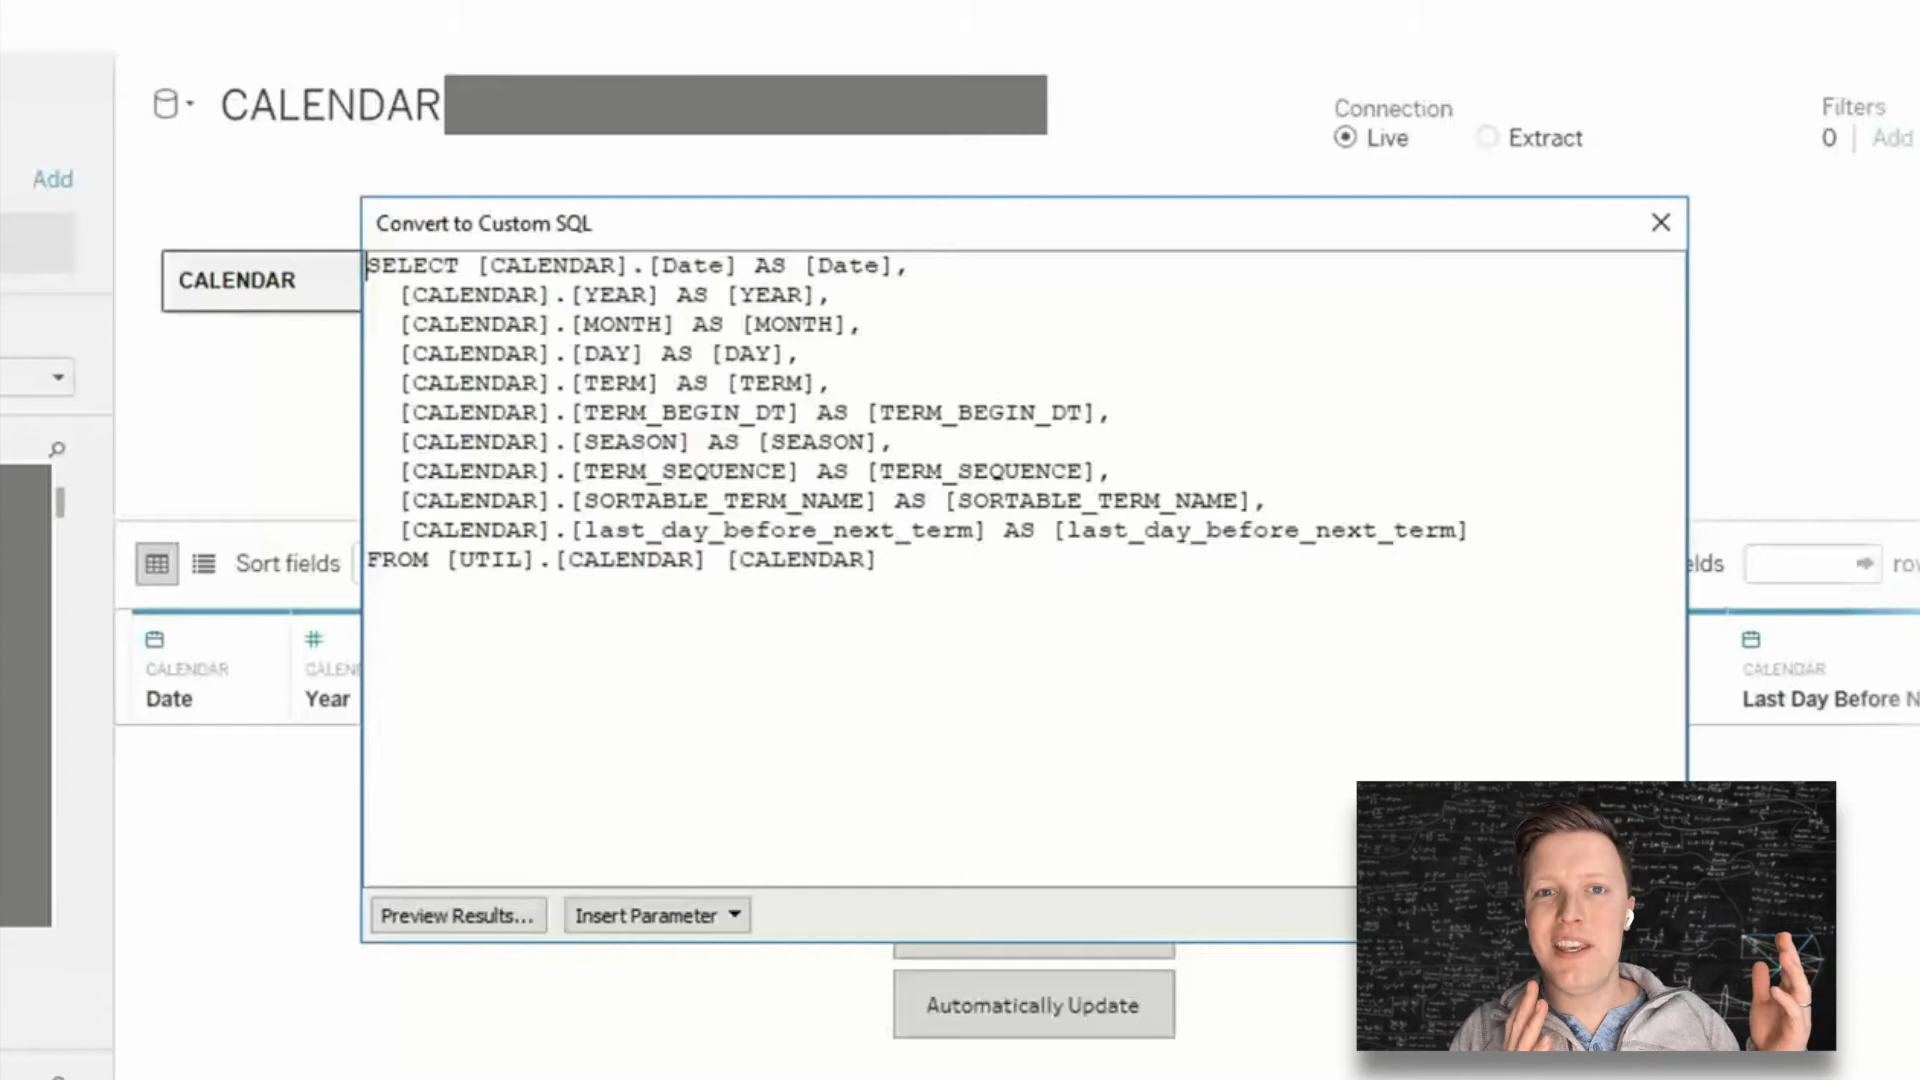 CALENDAR
Connection
Live
Extract
Filters
0 | Add
Add
Convert to Custom SQL
CALENDAR
SELECT [CALENDAR].[Date] AS [Date],
[CALENDAR].[YEAR] AS [YEAR],
[CALENDAR].[MONTH] AS [MONTH],
[CALENDAR].[DAY] AS [DAY],
[CALENDAR].[TERM] AS [TERM],
[CALENDAR].[TERM_BEGIN_DT] AS [TERM_BEGIN_DT],
[CALENDAR].[SEASON] AS [SEASON],
[CALENDAR].[TERM_SEQUENCE] AS [TERM_SEQUENCE],
[CALENDAR].[SORTABLE_TERM_NAME] AS [SORTABLE_TERM_NAME],
[CALENDAR].[last_day_before_next_term] AS [last_day_before_next_term]
FROM [UTIL].[CALENDAR] [CALENDAR]
Sort fields
elds
row
CALENDAR
Date
CALEND
Year
CALENDAR
Last Day Before N
Preview Results...
Insert Parameter
Automatically Update